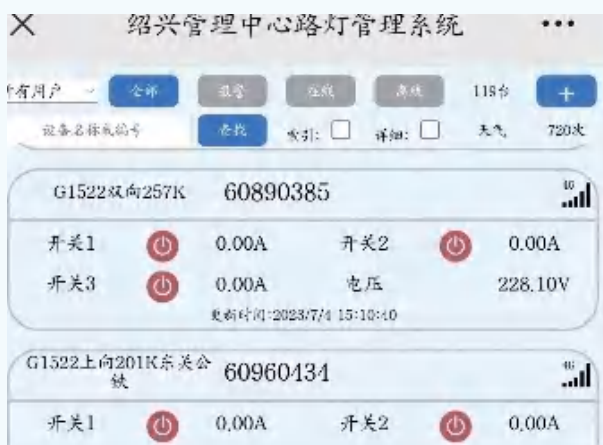 绍兴管理中心路灯管理系统
所有用户 全部 报警 在线 离线 119台 +
设备名称或编号 查找 索引: 详细: 天气 720次
G1522双向257K 60890385 4G
开关1 0.00A 开关2 0.00A
开关3 0.00A 电压 228.10V
更新时间:2023/7/4 15:10:40
G1522上向201K东关公
铁 60960434 4G
开关1 0.00A 开关2 0.00A